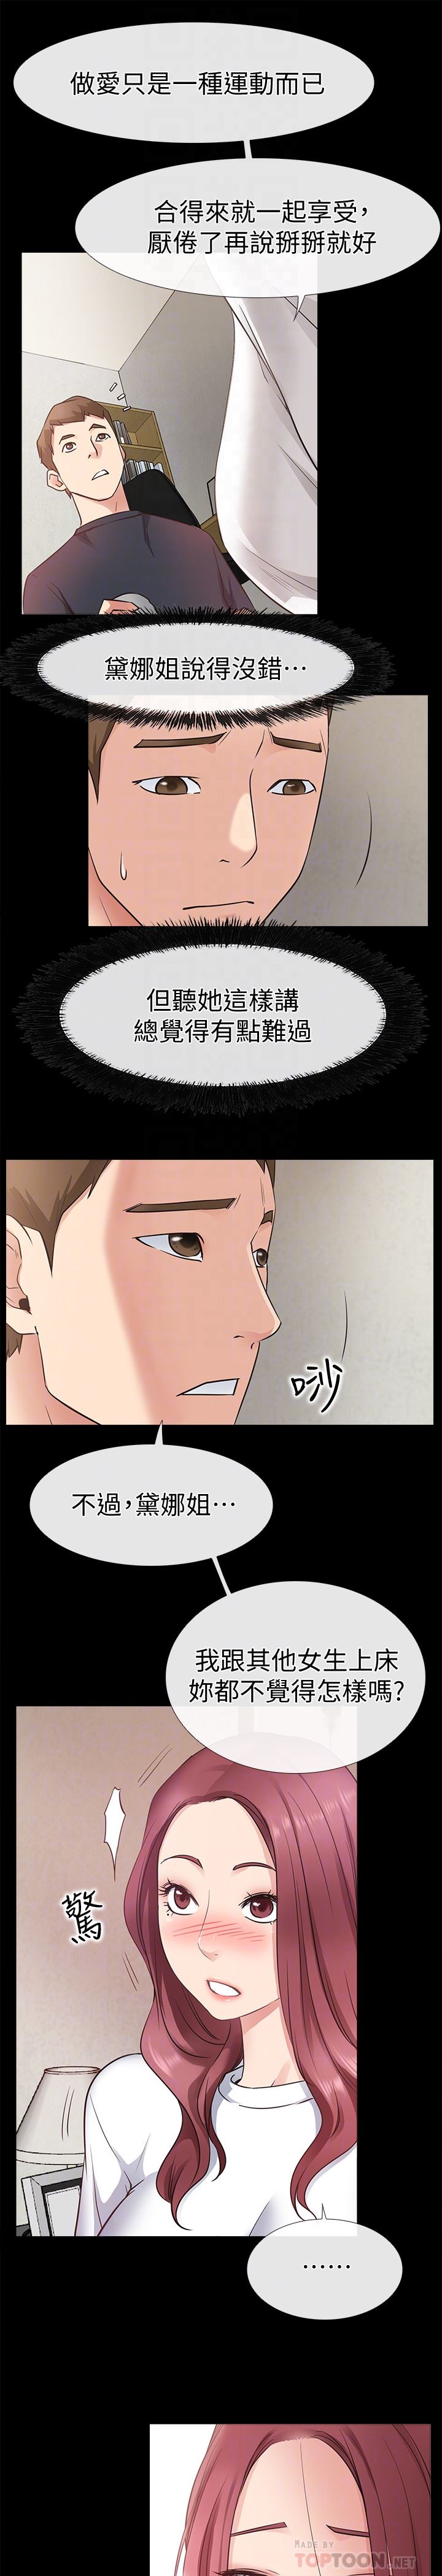 做愛只是一種運動而已
合得來就一起享受，
厭倦了再說掰掰就好
黛娜姐說得沒錯…
但聽她這樣講
總覺得有點難過
唦
不過，黛娜姐…
我跟其他女生上床
妳都不覺得怎樣嗎？
驚
……
MADE BY
TOPTOON.NET